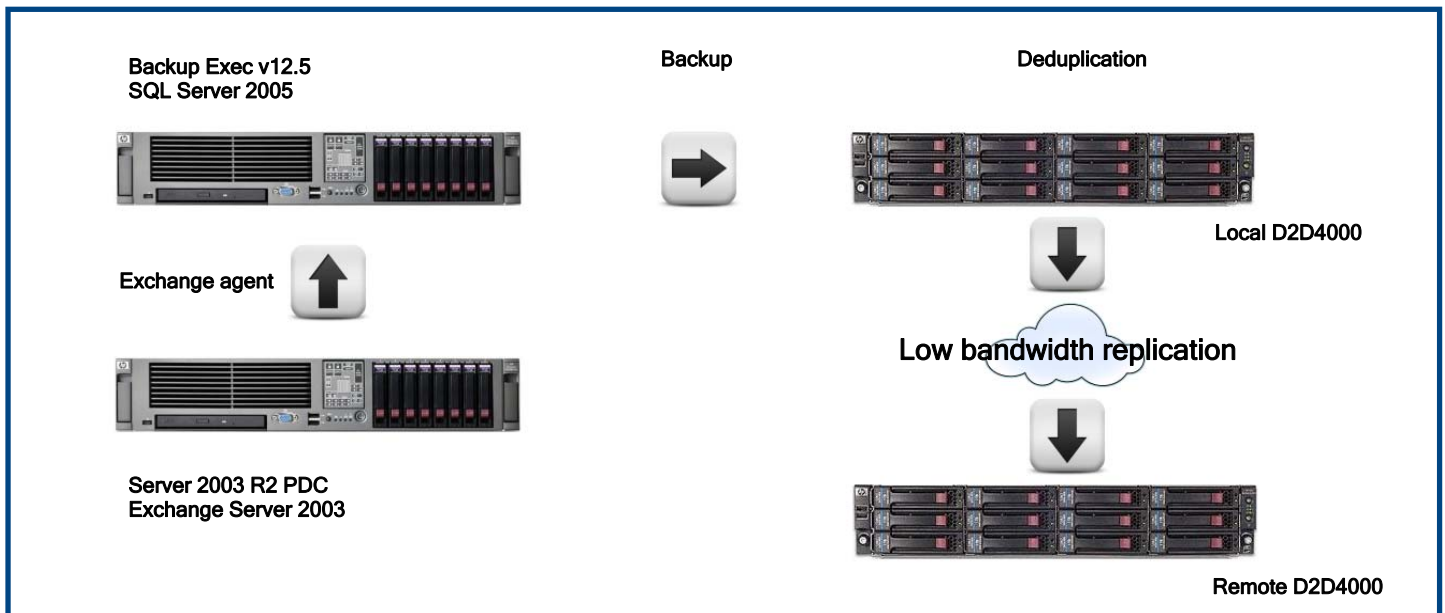 Backup Exec v12.5
SQL Server 2005
Backup
Deduplication
Local D2D4000
Exchange agent
Low bandwidth replication
Server 2003 R2 PDC
Exchange Server 2003
Remote D2D4000